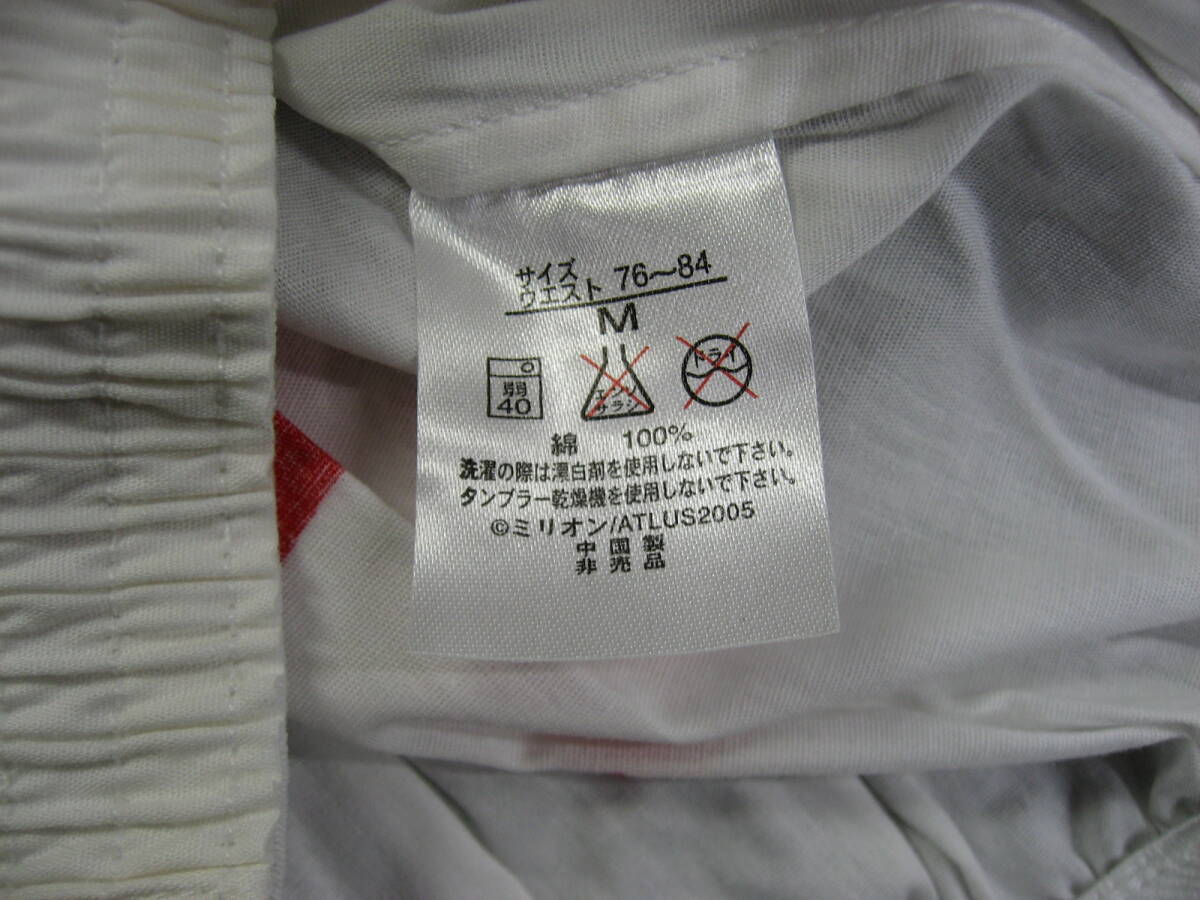 サイズ
ウエスト 76～84
M
弱
40
エンソ
サラシ
ドライ
綿 100%
洗濯の際は漂白剤を使用しないで下さい。
タンブラー乾燥機を使用しないで下さい。
©ミリオン/ATLUS2005
中国製
非売品